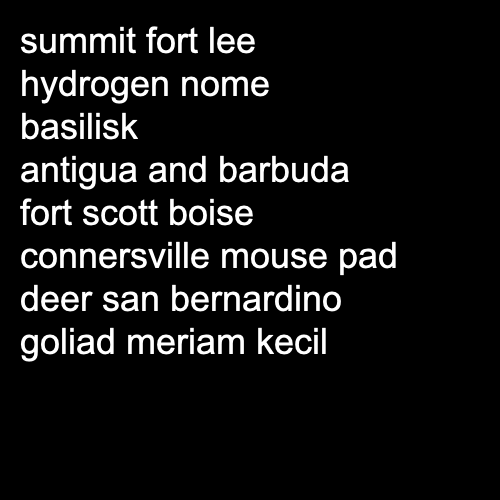 summit fort lee
hydrogen nome
basilisk
antigua and barbuda
fort scott boise
connersville mouse pad
deer san bernardino
goliad meriam kecil